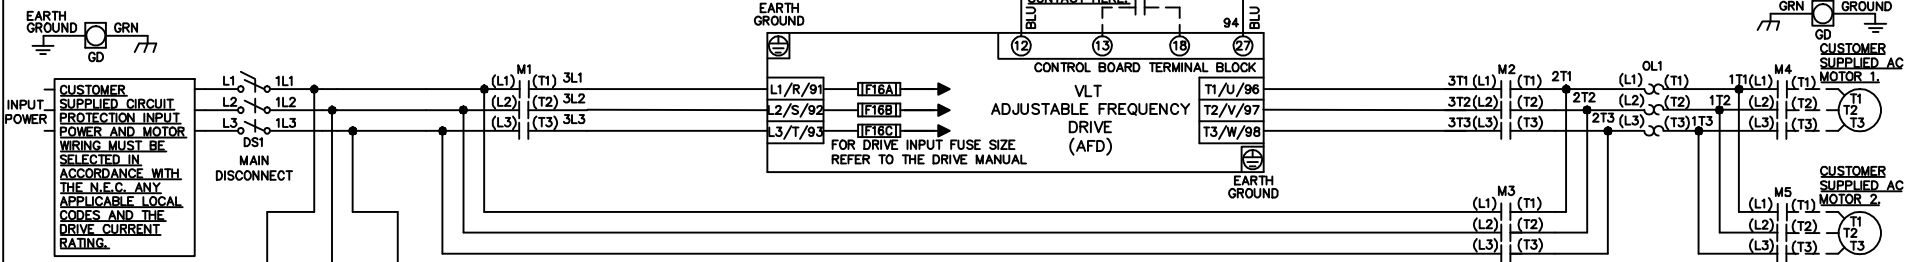 EARTH
GROUND
GRN
GD
EARTH
GROUND
BLU
94
BLU
12
13
18
27
CONTROL BOARD TERMINAL BLOCK
GRN
GROUND
GD
CUSTOMER
SUPPLIED CIRCUIT
PROTECTION INPUT
POWER AND MOTOR
WIRING MUST BE
SELECTED IN
ACCORDANCE WITH
THE N.E.C. ANY
APPLICABLE LOCAL
CODES AND THE
DRIVE CURRENT
RATING.
INPUT
POWER
L1 1L1
L2 1L2
L3 1L3
DS1
MAIN
DISCONNECT
M1
(L1) (T1) 3L1
(L2) (T2) 3L2
(L3) (T3) 3L3
L1/R/91 F16A
L2/S/92 F16B
L3/T/93 F16C
FOR DRIVE INPUT FUSE SIZE
REFER TO THE DRIVE MANUAL
VLT
ADJUSTABLE FREQUENCY
DRIVE
(AFD)
T1/U/96
T2/V/97
T3/W/98
EARTH
GROUND
M2
3T1 (L1) (T1) 2T1
3T2 (L2) (T2) 2T2
3T3 (L3) (T3) 2T3
OL1
(L1) (T1) 1T1
(L2) (T2) 1T2
(L3) (T3) 1T3
M4
(L1) (T1)
(L2)
(L3)
CUSTOMER
SUPPLIED AC
MOTOR 1.
T1
T2
T3
M3
(L1) (T1)
(L2) (T2)
(L3) (T3)
M5
(L1) (T1)
(L2) (T2)
(L3) (T3)
CUSTOMER
SUPPLIED AC
MOTOR 2.
T1
T2
T3